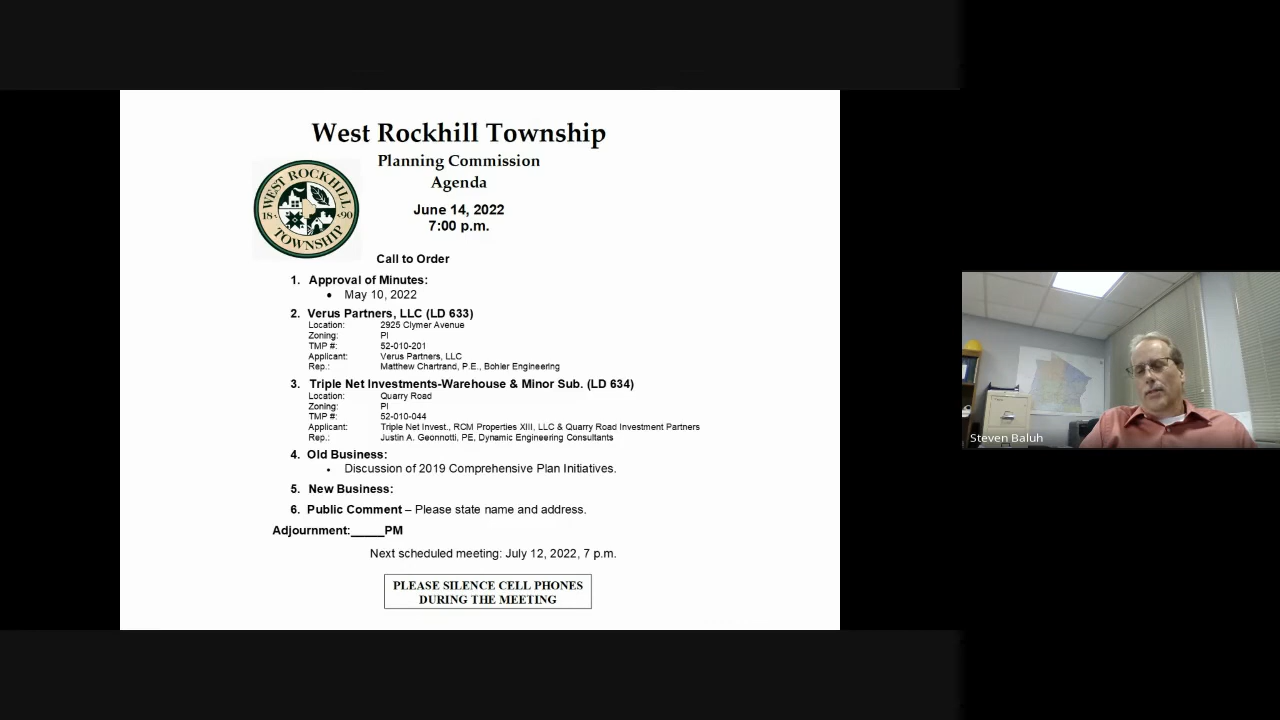 West Rockhill Township
Planning Commission
Agenda
WEST ROCKHILL
18 90
TOWNSHIP
June 14, 2022
7:00 p.m.
Call to Order
1. Approval of Minutes:
• May 10, 2022
2. Verus Partners, LLC (LD 633)
Location: 2925 Clymer Avenue
Zoning: PI
TMP #: 52-010-201
Applicant: Verus Partners, LLC
Rep.: Matthew Chartrand, P.E., Bohler Engineering
3. Triple Net Investments-Warehouse & Minor Sub. (LD 634)
Location: Quarry Road
Zoning: PI
TMP #: 52-010-044
Applicant: Triple Net Invest., RCM Properties XIII, LLC & Quarry Road Investment Partners
Rep.: Justin A. Geonnotti, PE, Dynamic Engineering Consultants
4. Old Business:
• Discussion of 2019 Comprehensive Plan Initiatives.
5. New Business:
6. Public Comment – Please state name and address.
Adjournment:_____PM
Next scheduled meeting: July 12, 2022, 7 p.m.
PLEASE SILENCE CELL PHONES
DURING THE MEETING
Steven Baluh